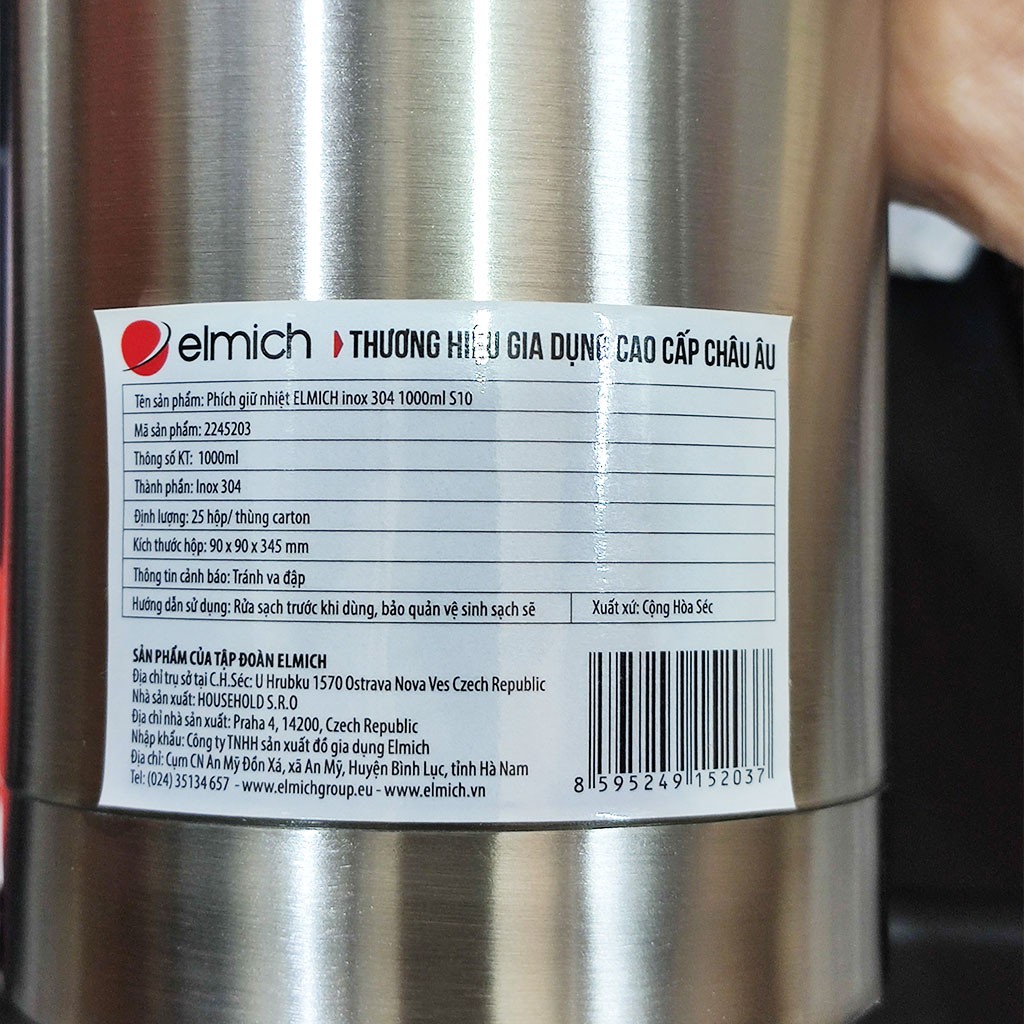 elmich THƯƠNG HIỆU GIA DỤNG CAO CẤP CHÂU ÂU
Tên sản phẩm: Phích giữ nhiệt ELMICH inox 304 1000ml S10
Mã sản phẩm: 2245203
Thông số KT: 1000ml
Thành phần: Inox 304
Định lượng: 25 hộp/ thùng carton
Kích thước hộp: 90 x 90 x 345 mm
Thông tin cảnh báo: Tránh va đập
Hướng dẫn sử dụng: Rửa sạch trước khi dùng, bảo quản vệ sinh sạch sẽ Xuất xứ: Cộng Hòa Séc
SẢN PHẨM CỦA TẬP ĐOÀN ELMICH
Địa chỉ trụ sở tại C.H.Séc: U Hrubku 1570 Ostrava Nova Ves Czech Republic
Nhà sản xuất: HOUSEHOLD S.R.O
Địa chỉ nhà sản xuất: Praha 4, 14200, Czech Republic
Nhập khẩu: Công ty TNHH sản xuất đồ gia dụng Elmich
Địa chỉ: Cụm CN An Mỹ Đồn Xá, xã An Mỹ, Huyện Bình Lục, tỉnh Hà Nam
Tel: (024) 35134 657 - www.elmichgroup.eu - www.elmich.vn
8 595249 152037